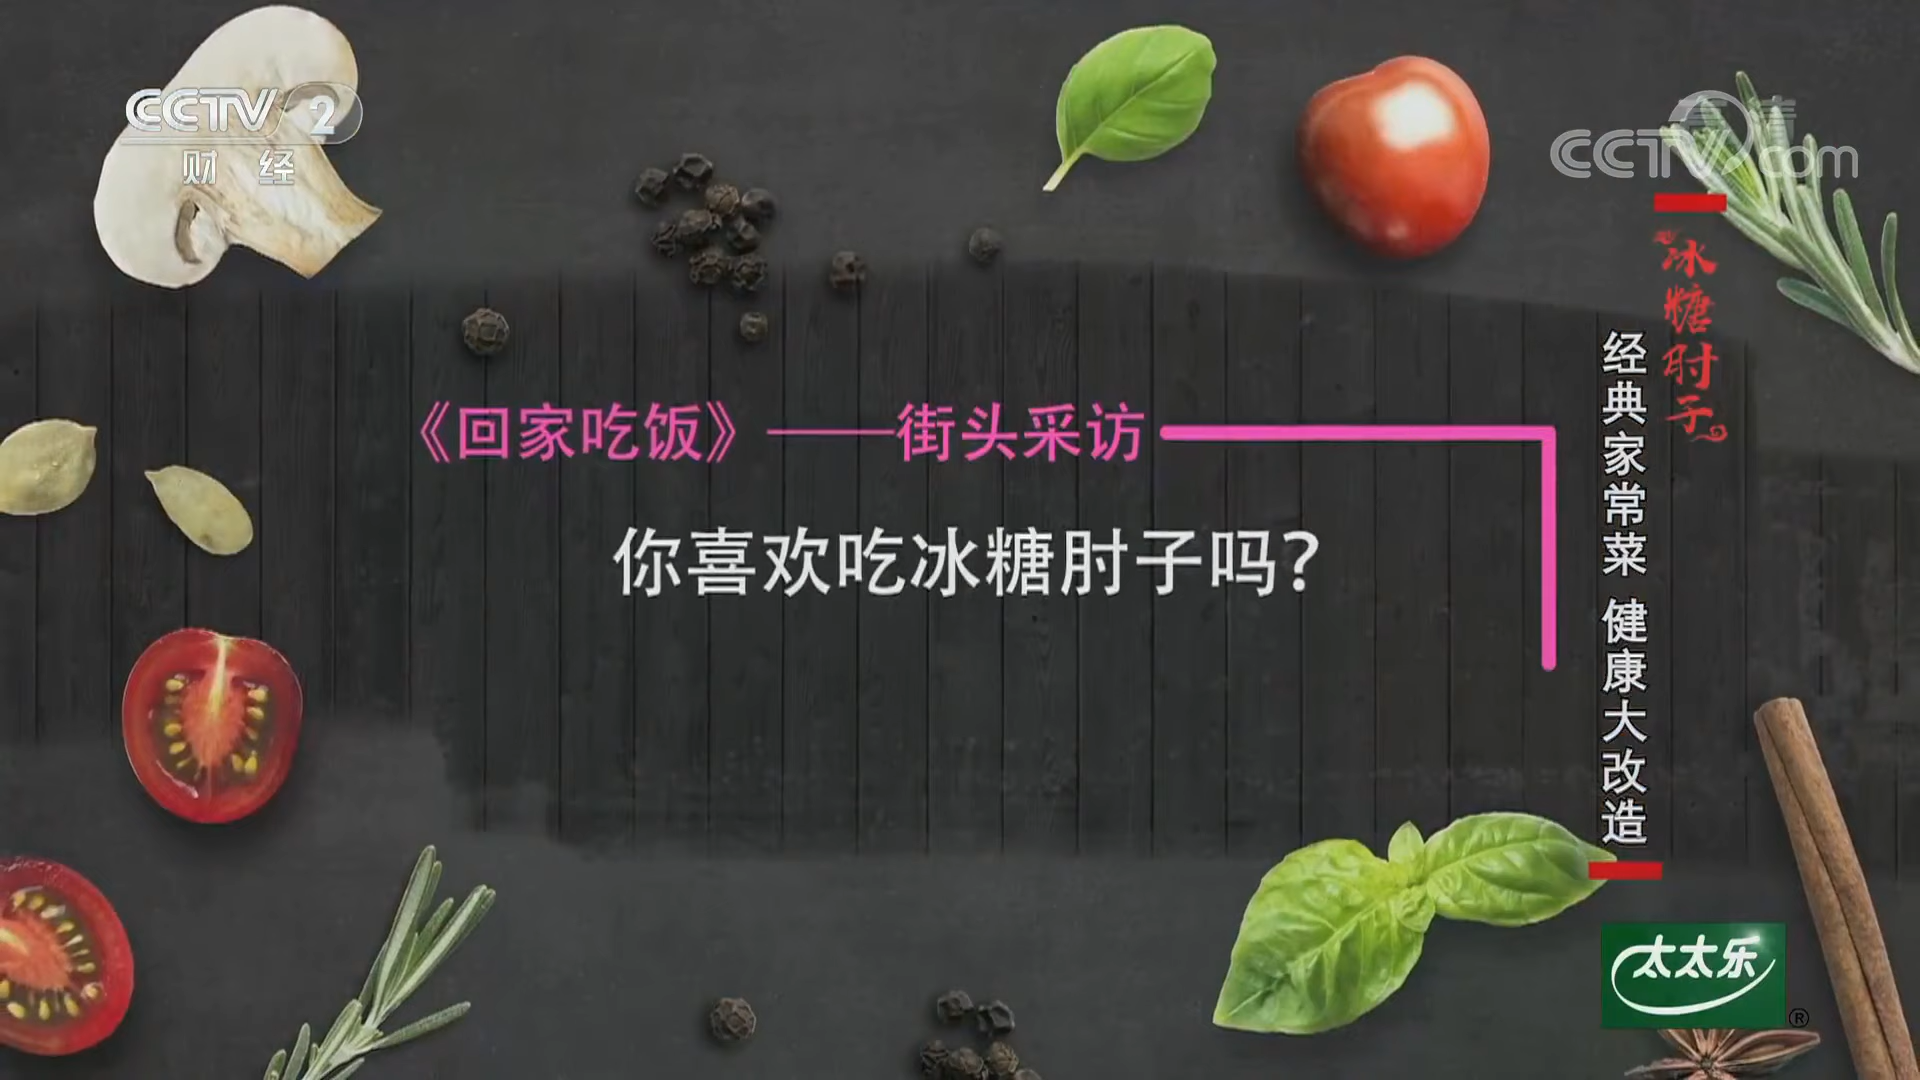 CCTV 2
财 经
高清
CCTV.com
《回家吃饭》——街头采访
你喜欢吃冰糖肘子吗?
冰糖肘子
经典家常菜 健康大改造
太太乐
®